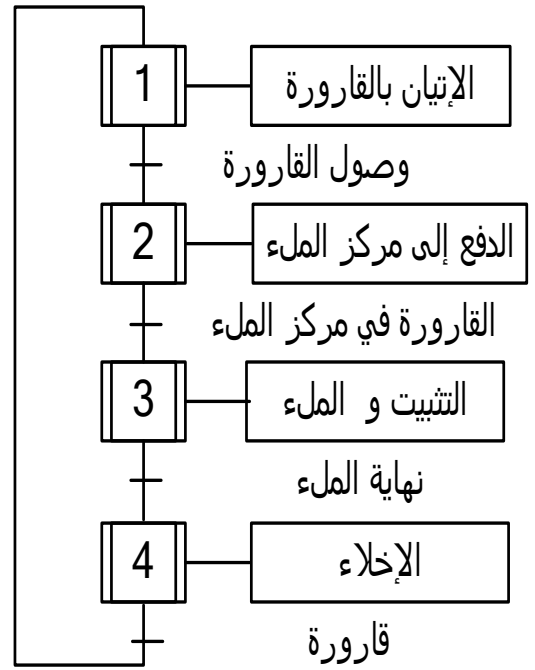 1
الإتيان بالقارورة
وصول القارورة
2
الدفع إلى مركز الملء
القارورة في مركز الملء
3
التثبيت و الملء
نهاية الملء
4
الإخلاء
قارورة